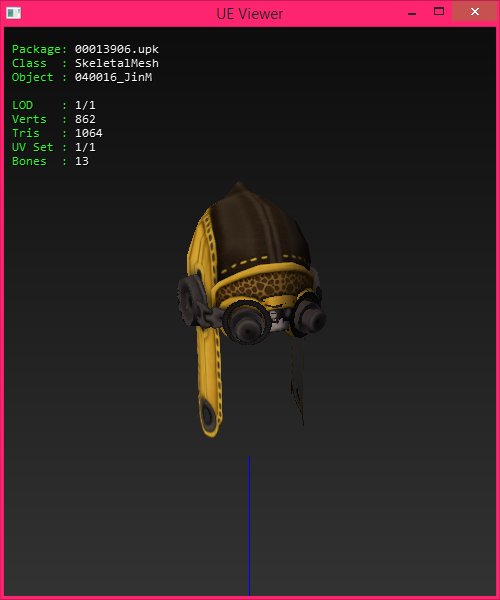 UE Viewer
Package: 00013906.upk
Class : SkeletalMesh
Object : 040016_JinM
LOD : 1/1
Verts : 862
Tris : 1064
UV Set : 1/1
Bones : 13